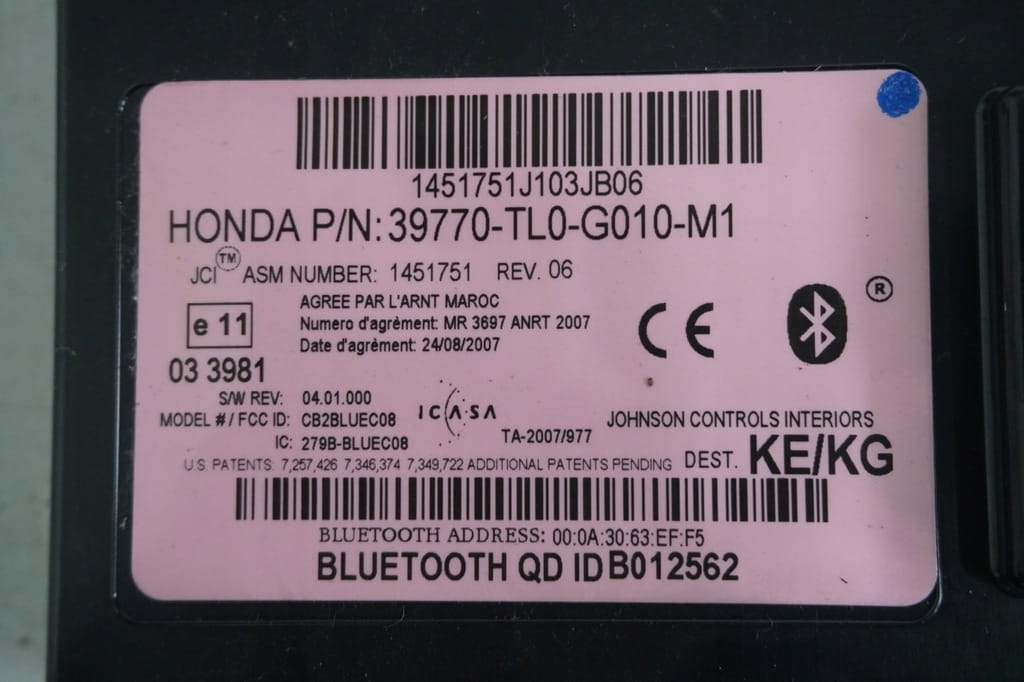 1451751J103JB06
HONDA P/N: 39770-TL0-G010-M1
JCI™ ASM NUMBER: 1451751 REV. 06
e 11
03 3981
AGREE PAR L'ARNT MAROC
Numero d'agrèment: MR 3697 ANRT 2007
Date d'agrèment: 24/08/2007
CE
®
S/W REV: 04.01.000
MODEL # / FCC ID: CB2BLUEC08
IC: 279B-BLUEC08
ICASA
TA-2007/977
JOHNSON CONTROLS INTERIORS
U.S. PATENTS: 7,257,426 7,346,374 7,349,722 ADDITIONAL PATENTS PENDING
DEST. KE/KG
BLUETOOTH ADDRESS: 00:0A:30:63:EF:F5
BLUETOOTH QD ID B012562